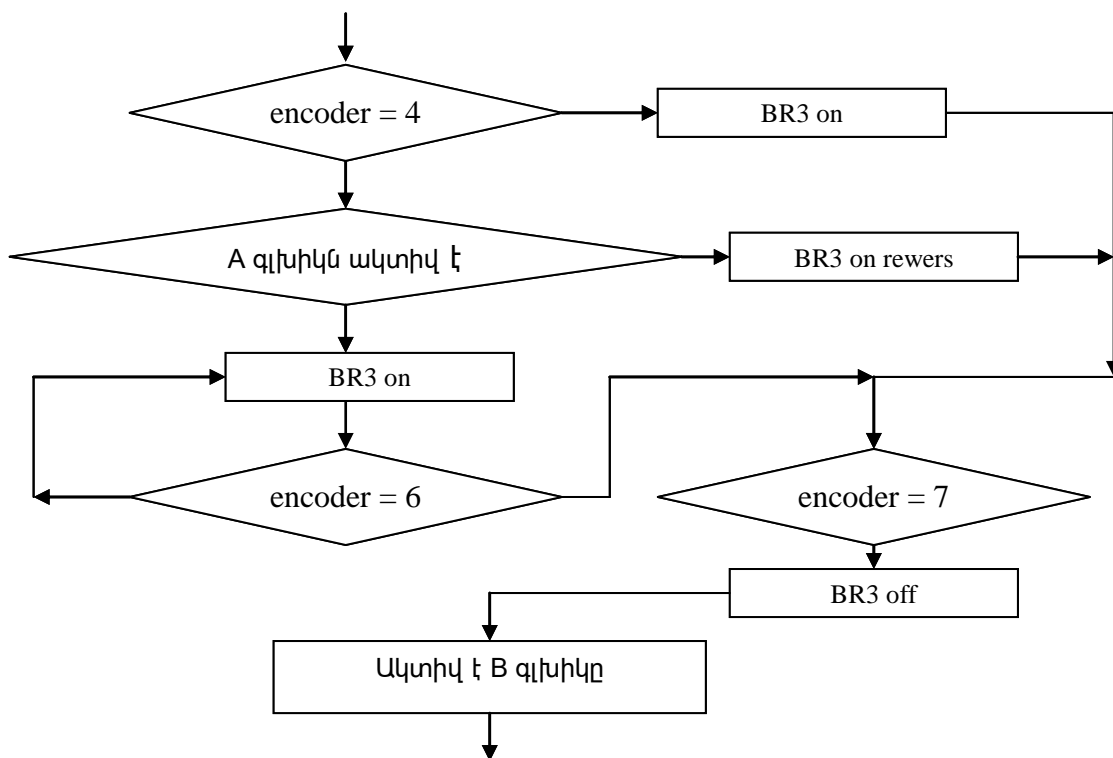 encoder = 4
BR3 on
A գլխիկն ակտիվ է
BR3 on rewers
BR3 on
encoder = 6
encoder = 7
BR3 off
Ակտիվ է B գլխիկը